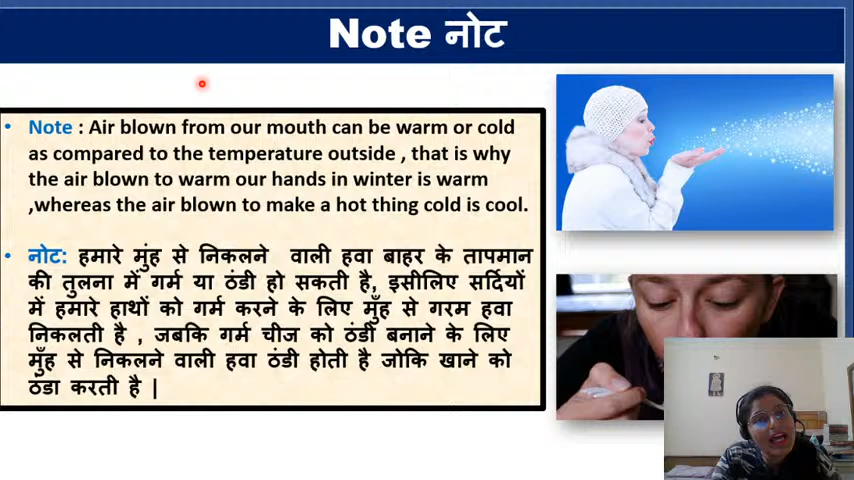 Note नोट
• Note : Air blown from our mouth can be warm or cold
as compared to the temperature outside , that is why
the air blown to warm our hands in winter is warm
,whereas the air blown to make a hot thing cold is cool.
• नोट: हमारे मुंह से निकलने वाली हवा बाहर के तापमान
की तुलना में गर्म या ठंडी हो सकती है, इसीलिए सर्दियों
में हमारे हाथों को गर्म करने के लिए मुँह से गरम हवा
निकलती है , जबकि गर्म चीज को ठंडी बनाने के लिए
मुँह से निकलने वाली हवा ठंडी होती है जोकि खाने को
ठंडा करती है |